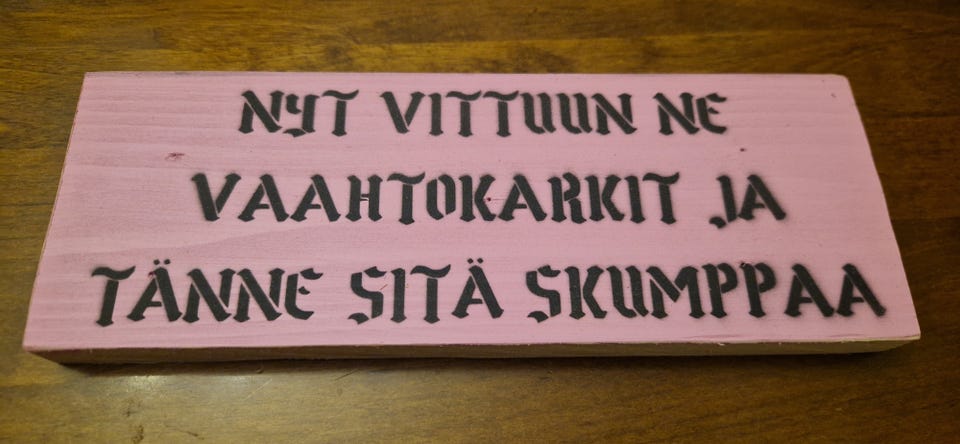 NYT VITTUUN NE
VAAHTOKARKIT JA
TÄNNE SITÄ SKUMPPAA